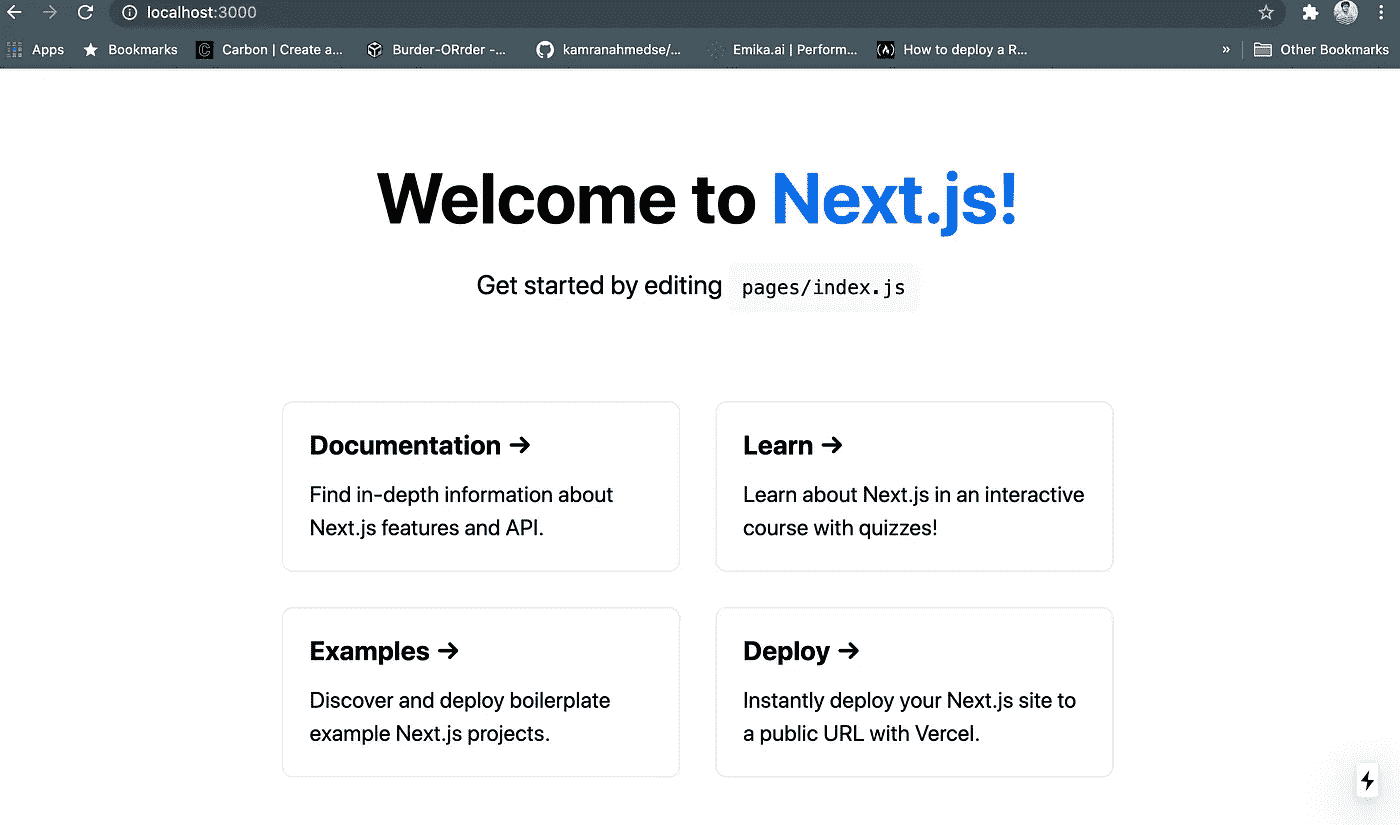 localhost:3000
Apps Bookmarks Carbon | Create a... Burder-ORrder -... kamranahmedse/... Emika.ai | Perform... How to deploy a R... » Other Bookmarks
Welcome to Next.js!
Get started by editing pages/index.js
Documentation →
Find in-depth information about
Next.js features and API.
Learn →
Learn about Next.js in an interactive
course with quizzes!
Examples →
Discover and deploy boilerplate
example Next.js projects.
Deploy →
Instantly deploy your Next.js site to
a public URL with Vercel.